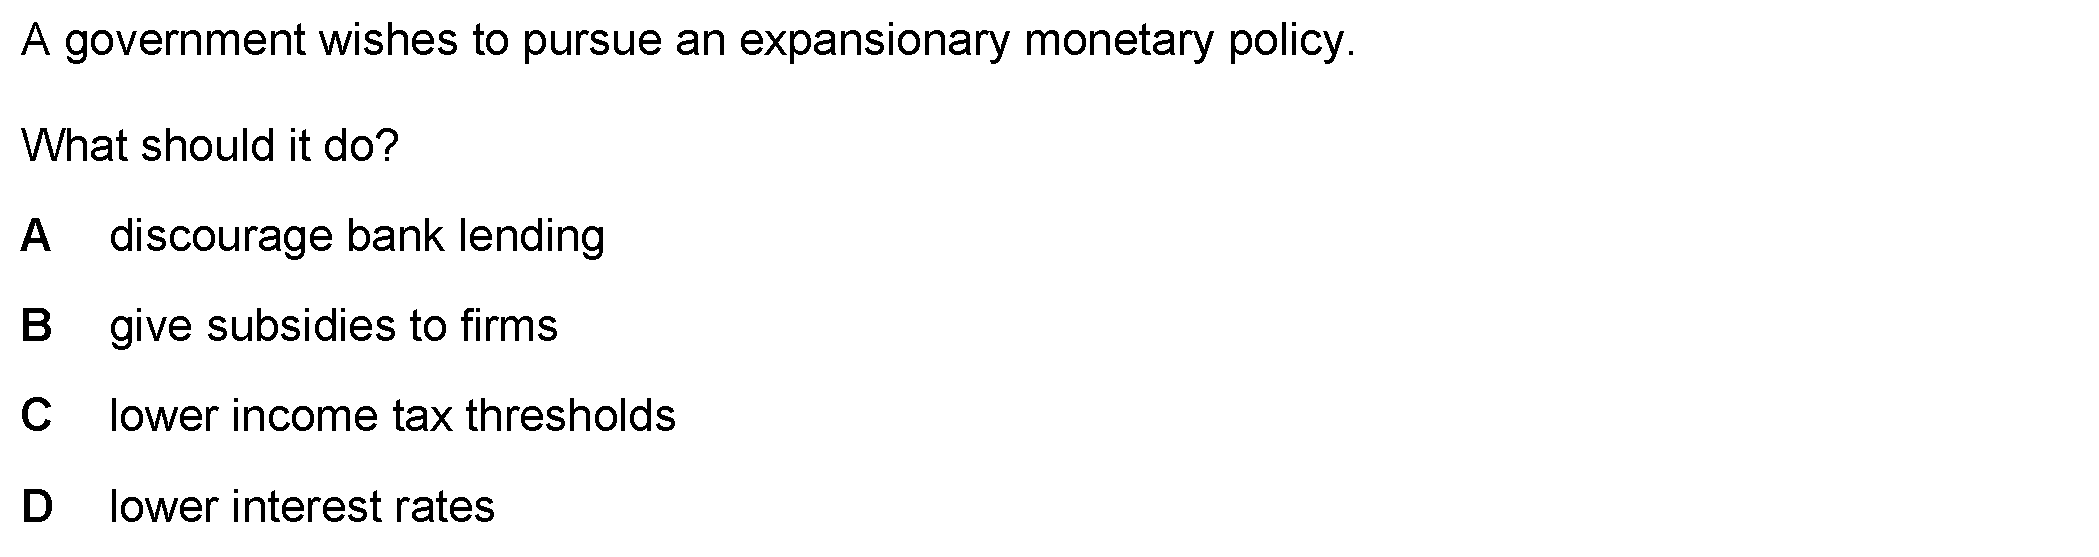 A government wishes to pursue an expansionary monetary policy.
What should it do?
A discourage bank lending
B give subsidies to firms
C lower income tax thresholds
D lower interest rates